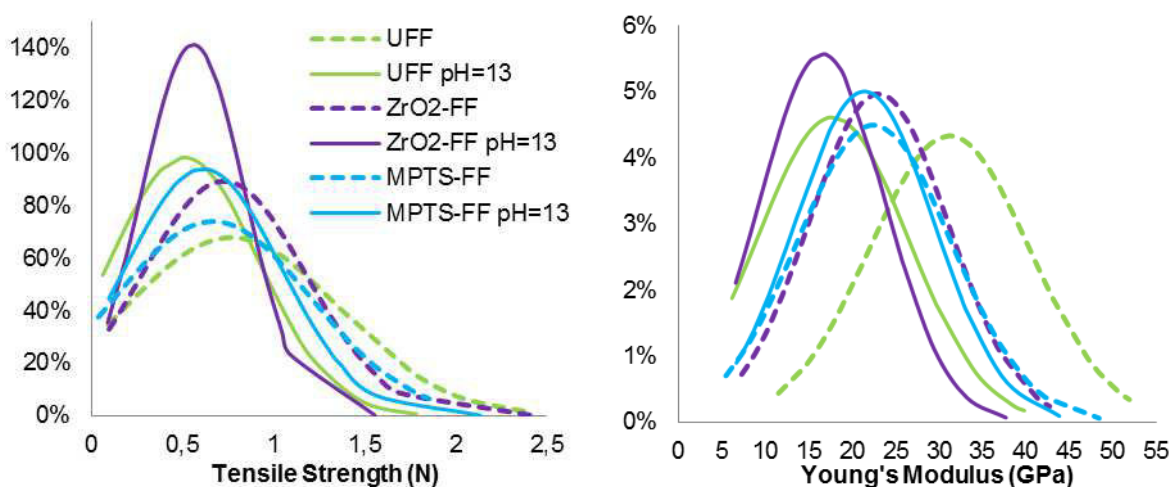 140%
120%
100%
80%
60%
40%
20%
0%
0
0,5
1
1,5
2
2,5
Tensile Strength (N)
UFF
UFF pH=13
ZrO2-FF
ZrO2-FF pH=13
MPTS-FF
MPTS-FF pH=13
6%
5%
4%
3%
2%
1%
0%
0 5 10 15 20 25 30 35 40 45 50 55
Young's Modulus (GPa)